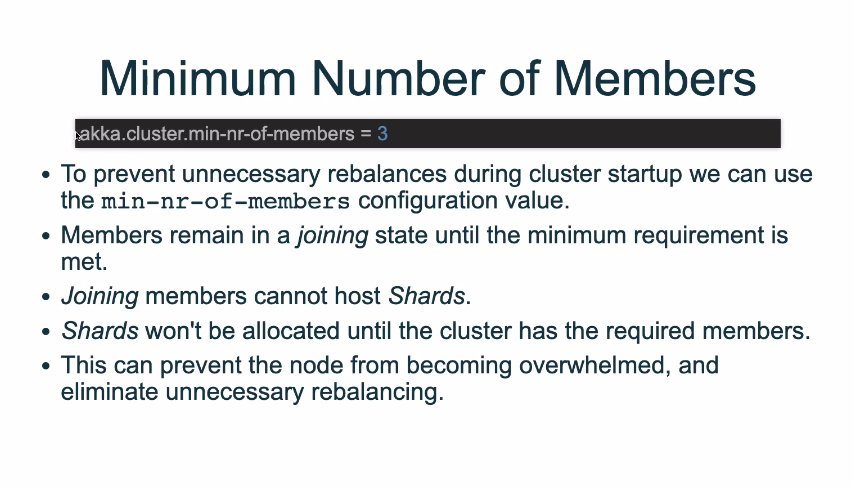 Minimum Number of Members
akka.cluster.min-nr-of-members = 3
• To prevent unnecessary rebalances during cluster startup we can use
the min-nr-of-members configuration value.
• Members remain in a joining state until the minimum requirement is
met.
• Joining members cannot host Shards.
• Shards won't be allocated until the cluster has the required members.
• This can prevent the node from becoming overwhelmed, and
eliminate unnecessary rebalancing.